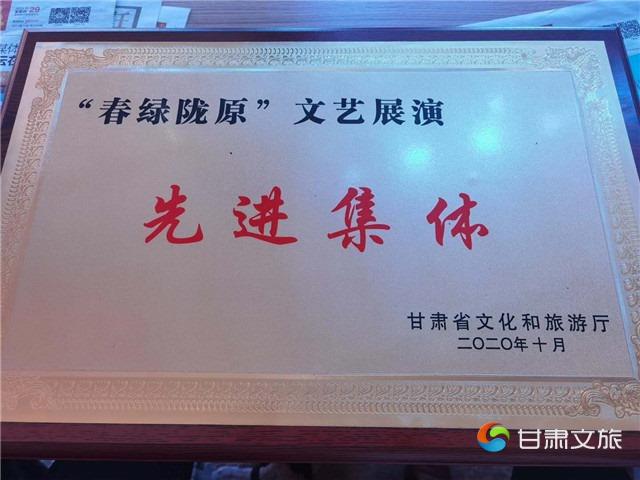 29
“春绿陇原”文艺展演
先进集体
甘肃省文化和旅游厅
二〇二〇年十月
甘肃文旅